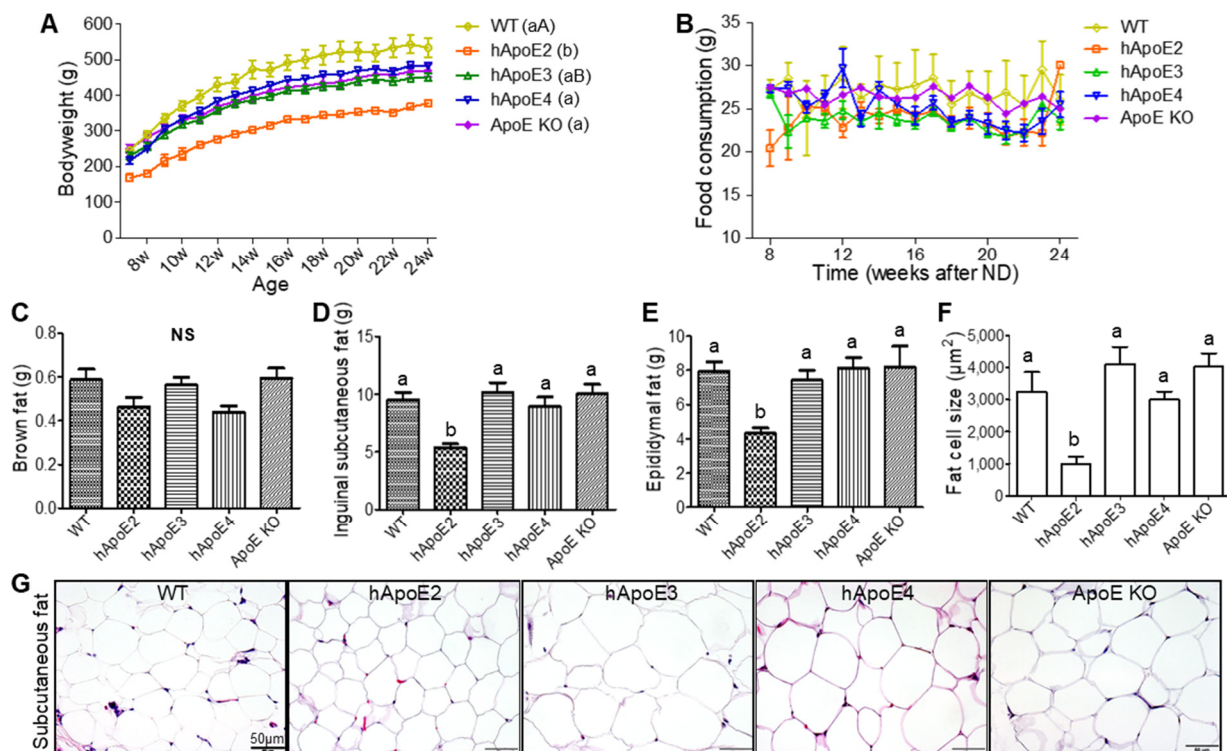 A
Bodyweight (g)
600
500
400
300
200
100
0
8w
10w
12w
14w
16w
18w
20w
22w
24w
Age
WT (aA)
hApoE2 (b)
hApoE3 (aB)
hApoE4 (a)
ApoE KO (a)
B
Food consumption (g)
35
30
25
20
15
10
8
12
16
20
24
Time (weeks after ND)
WT
hApoE2
hApoE3
hApoE4
ApoE KO
C
NS
Brown fat (g)
0.8
0.6
0.4
0.2
0.0
WT
hApoE2
hApoE3
hApoE4
ApoE KO
D
Inguinal subcutaneous fat (g)
15
10
5
0
a
b
a
a
a
WT
hApoE2
hApoE3
hApoE4
ApoE KO
E
Epididymal fat (g)
10
8
6
4
2
0
a
b
a
a
a
WT
hApoE2
hApoE3
hApoE4
ApoE KO
F
Fat cell size (µm²)
5,000
4,000
3,000
2,000
1,000
0
a
b
a
a
a
WT
hApoE2
hApoE3
hApoE4
ApoE KO
G
Subcutaneous fat
WT
hApoE2
hApoE3
hApoE4
ApoE KO
50µm